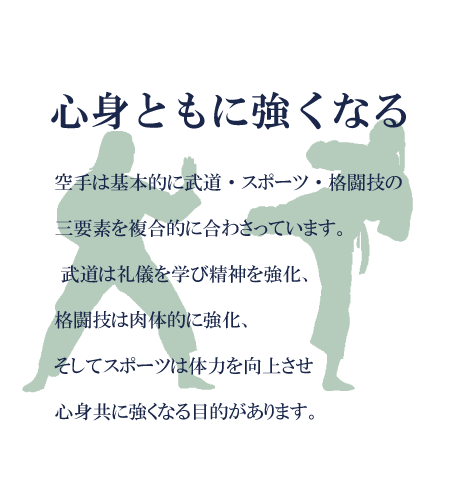 心身ともに強くなる
空手は基本的に武道・スポーツ・格闘技の
三要素を複合的に合わさっています。
武道は礼儀を学び精神を強化、
格闘技は肉体的に強化、
そしてスポーツは体力を向上させ
心身共に強くなる目的があります。